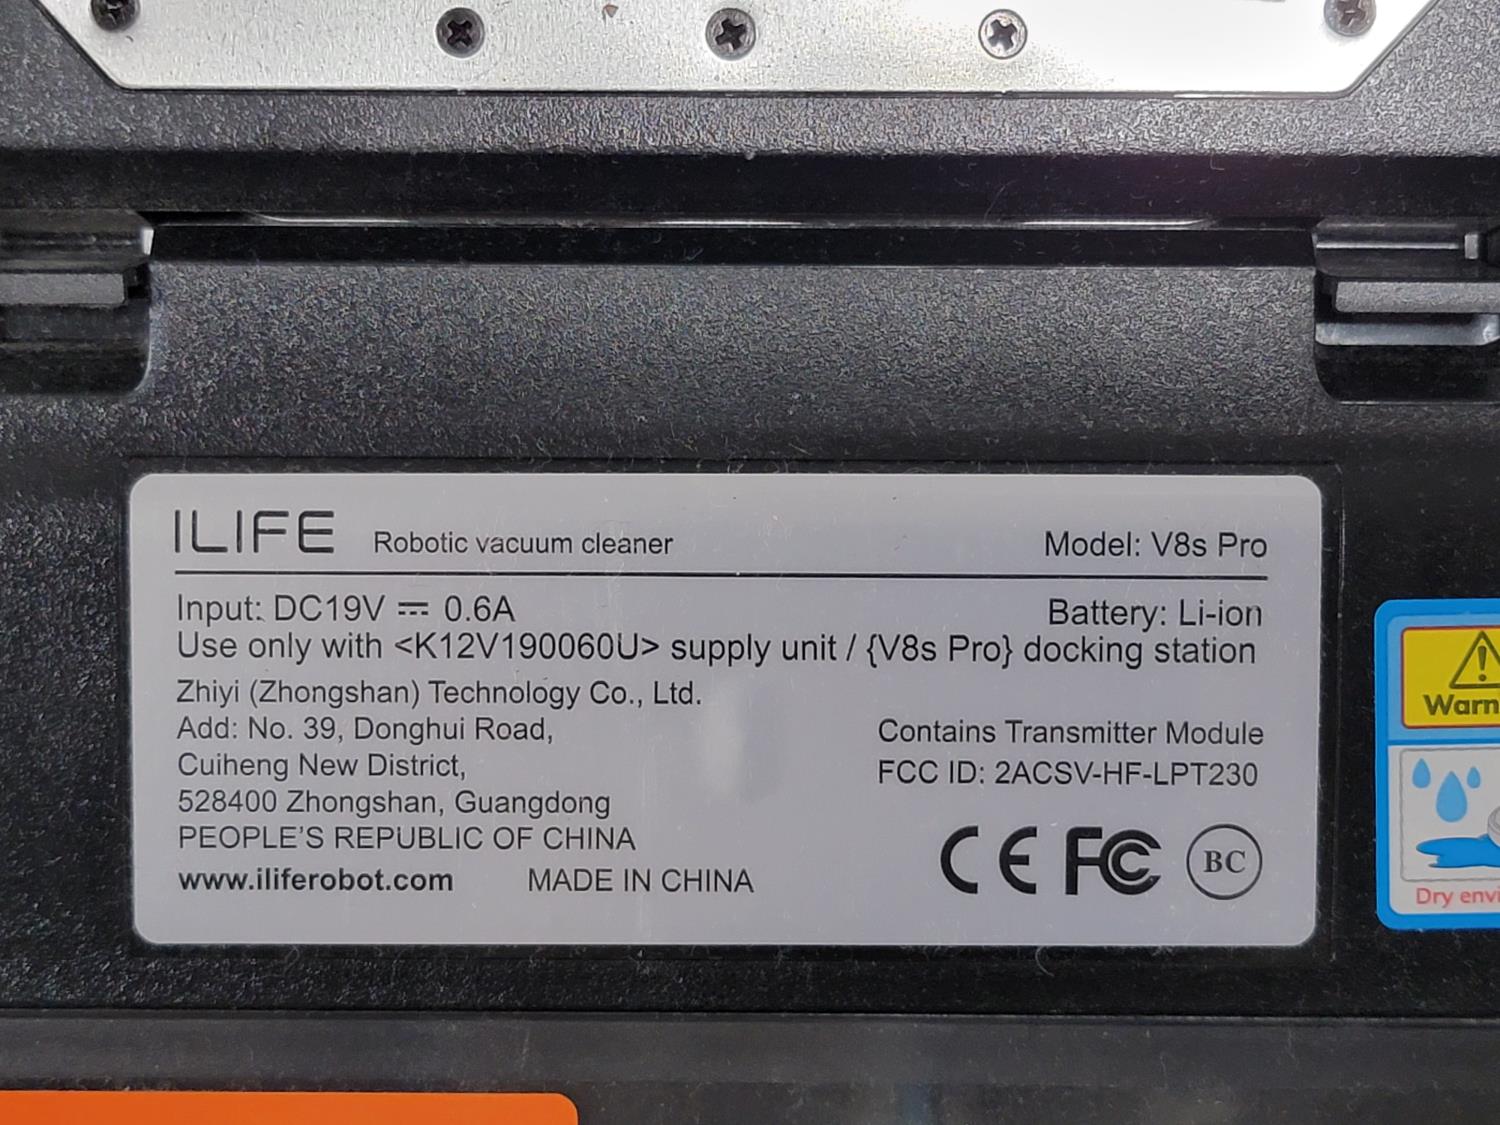 ILIFE Robotic vacuum cleaner Model: V8s Pro
Input: DC19V ⎓ 0.6A Battery: Li-ion
Use only with <K12V190060U> supply unit / {V8s Pro} docking station
Zhiyi (Zhongshan) Technology Co., Ltd.
Add: No. 39, Donghui Road,
Cuiheng New District,
528400 Zhongshan, Guangdong
PEOPLE'S REPUBLIC OF CHINA
www.iliferobot.com MADE IN CHINA
Contains Transmitter Module
FCC ID: 2ACSV-HF-LPT230
CE FC BC
Warn
Dry envi